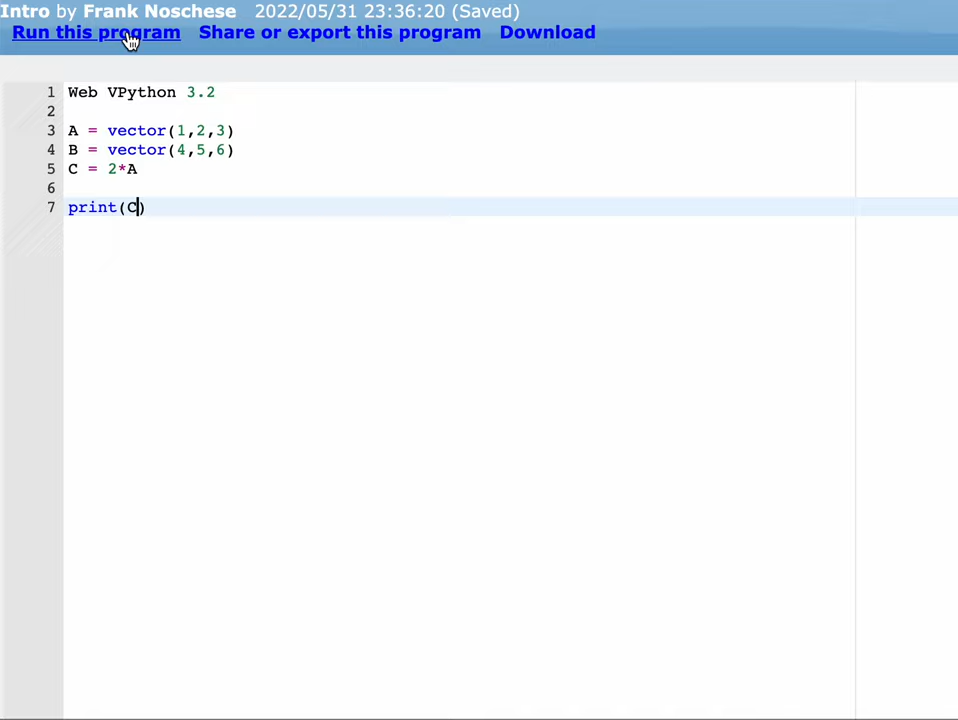 Intro by Frank Noschese 2022/05/31 23:36:20 (Saved)
Run this program Share or export this program Download
1 Web VPython 3.2
2
3 A = vector(1,2,3)
4 B = vector(4,5,6)
5 C = 2*A
6
7 print(C)